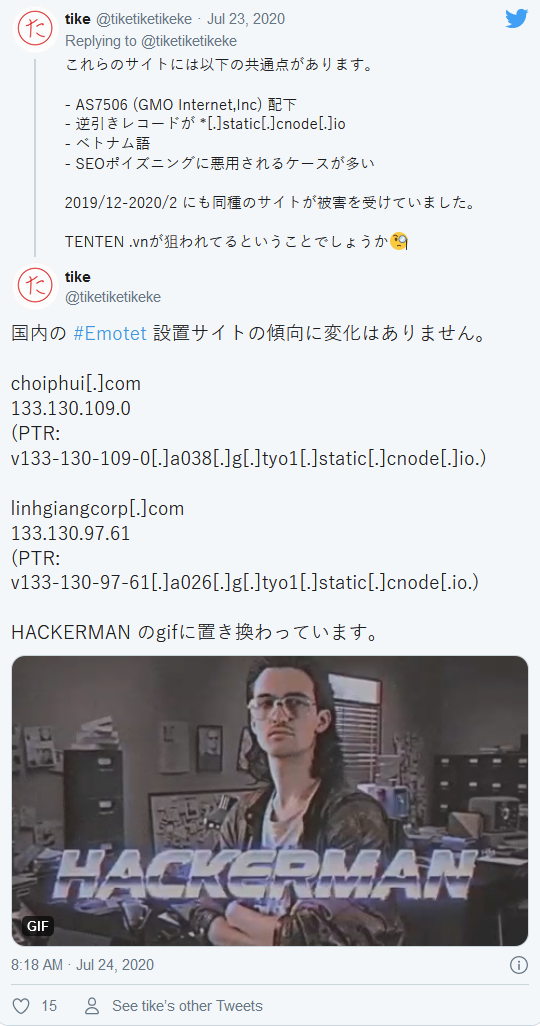 tike @tiketiketikeke · Jul 23, 2020
Replying to @tiketiketikeke
これらのサイトには以下の共通点があります。
- AS7506 (GMO Internet,Inc) 配下
- 逆引きレコードが *[.]static[.]cnode[.]io
- ベトナム語
- SEOポイズニングに悪用されるケースが多い
2019/12-2020/2 にも同種のサイトが被害を受けていました。
TENTEN .vnが狙われてるということでしょうか🧐
た
tike
@tiketiketikeke
た
国内の #Emotet 設置サイトの傾向に変化はありません。
choiphui[.]com
133.130.109.0
(PTR:
v133-130-109-0[.]a038[.]g[.]tyo1[.]static[.]cnode[.]io.)
linhgiangcorp[.]com
133.130.97.61
(PTR:
v133-130-97-61[.]a026[.]g[.]tyo1[.]static[.]cnode[.io.)
HACKERMAN のgifに置き換わっています。
HACKERMAN
GIF
8:18 AM · Jul 24, 2020
15 See tike's other Tweets